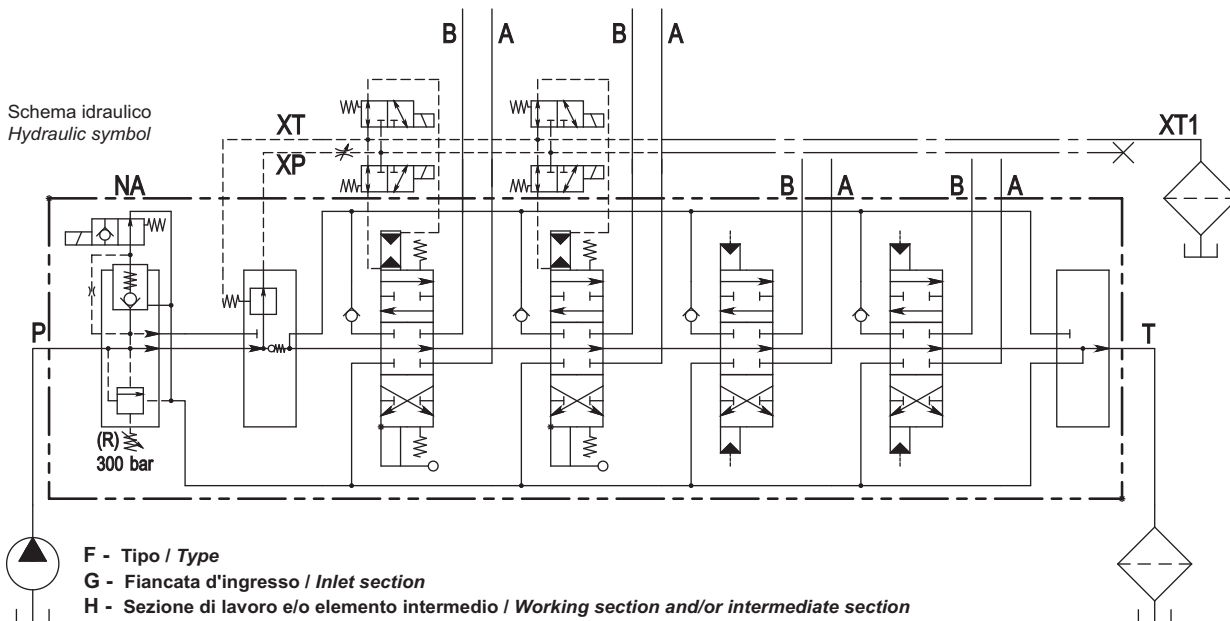 B A B A
Schema idraulico
Hydraulic symbol
XT XT1
XP
NA B A B A
P T
(R)
300 bar
F - Tipo / Type
G - Fiancata d'ingresso / Inlet section
H - Sezione di lavoro e/o elemento intermedio / Working section and/or intermediate section